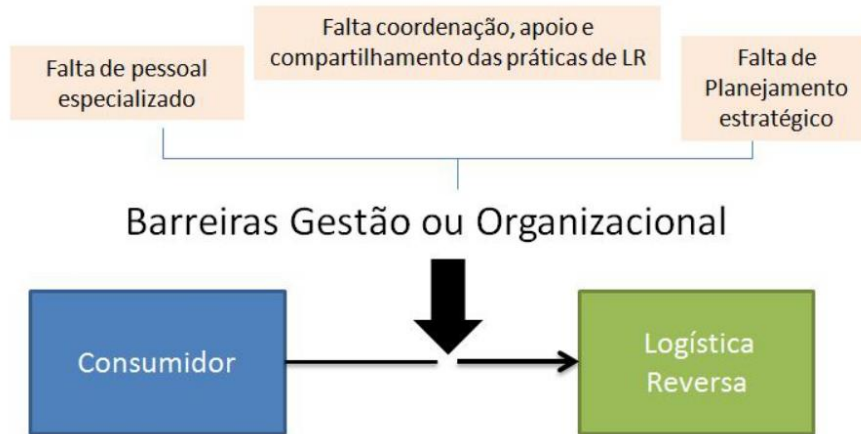 Falta de pessoal
especializado
Falta coordenação, apoio e
compartilhamento das práticas de LR
Falta de
Planejamento
estratégico
Barreiras Gestão ou Organizacional
Consumidor
Logística
Reversa